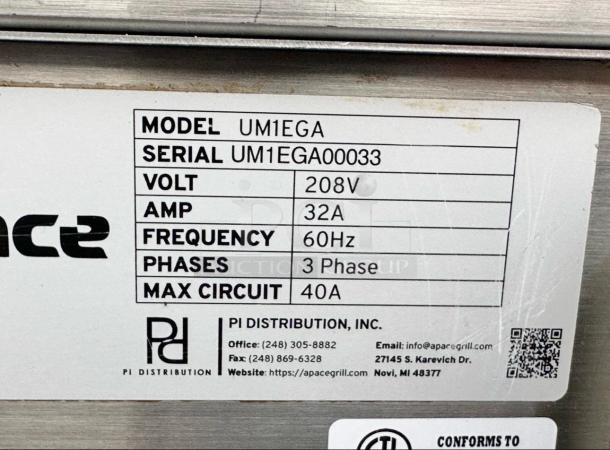 MODEL UM1EGA
SERIAL UM1EGA00033
VOLT 208V
AMP 32A
FREQUENCY 60Hz
PHASES 3 Phase
MAX CIRCUIT 40A
PI DISTRIBUTION
PI DISTRIBUTION, INC.
Office: (248) 305-8882 Email: info@apacegrill.com
Fax: (248) 869-6328 27145 S. Karevich Dr.
Website: https://apacegrill.com Novi, MI 48377
CONFORMS TO